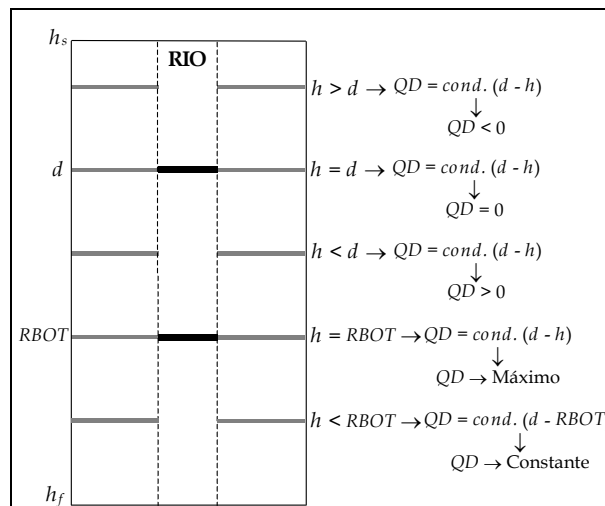 hs
RIO
h > d → QD = cond. (d - h)
↓
QD < 0
d
h = d → QD = cond. (d - h)
↓
QD = 0
h < d → QD = cond. (d - h)
↓
QD > 0
RBOT
h = RBOT → QD = cond. (d - h)
↓
QD → Máximo
h < RBOT → QD = cond. (d - RBOT
↓
QD → Constante
hf